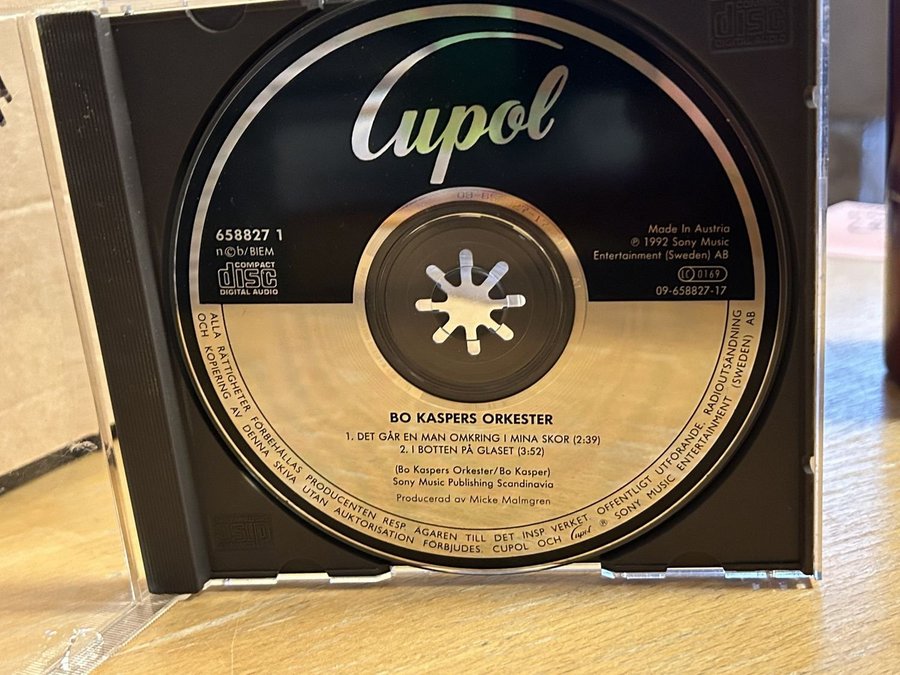 Cupol
658827 1
n©b/BIEM
COMPACT
disc
DIGITAL AUDIO
Made In Austria
℗ 1992 Sony Music
Entertainment (Sweden) AB
LC 0169
09-658827-17
BO KASPERS ORKESTER
1. DET GÅR EN MAN OMKRING I MINA SKOR (2:39)
2. I BOTTEN PÅ GLASET (3:52)
(Bo Kaspers Orkester/Bo Kasper)
Sony Music Publishing Scandinavia
Producerad av Micke Malmgren
ALLA RÄTTIGHETER FÖRBEHÅLLAS PRODUCENTEN RESP. ÄGAREN TILL DET INSP VERKET OFFENTLIGT UTFÖRANDE, RADIOUTSÄNDNING
OCH KOPIERING AV DENNA SKIVA UTAN AUKTORISATION FÖRBJUDES. CUPOL OCH Cupol ® SONY MUSIC ENTERTAINMENT (SWEDEN) AB
disc